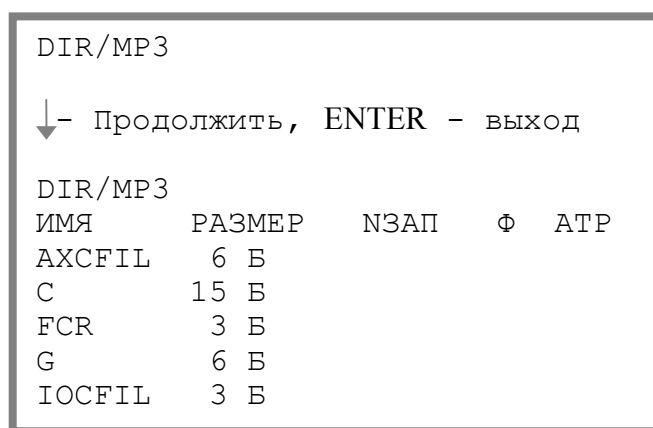 DIR/MP3
↓- Продолжить, ENTER - выход
DIR/MP3
ИМЯ РАЗМЕР NЗАП Ф АТР
AXCFIL 6 Б
C 15 Б
FCR 3 Б
G 6 Б
IOCFIL 3 Б